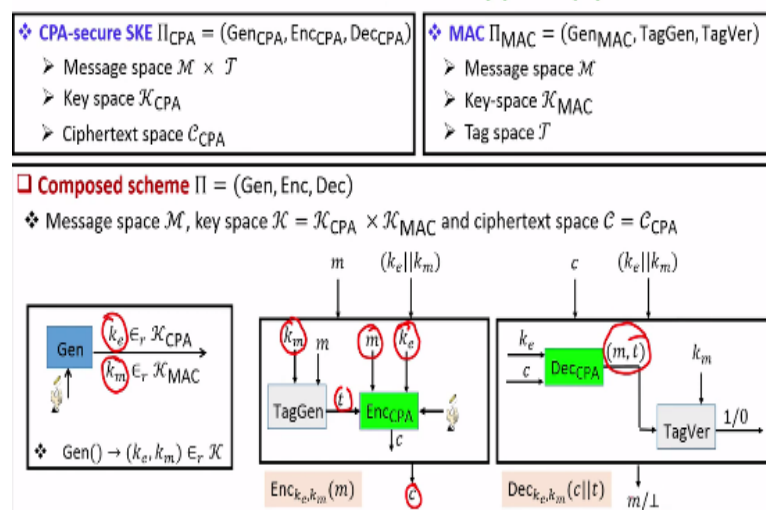 ❖ CPA-secure SKE Π_CPA = (Gen_CPA, Enc_CPA, Dec_CPA)
➢ Message space ℳ × 𝒯
➢ Key space 𝒦_CPA
➢ Ciphertext space 𝒞_CPA
❖ MAC Π_MAC = (Gen_MAC, TagGen, TagVer)
➢ Message space ℳ
➢ Key-space 𝒦_MAC
➢ Tag space 𝒯
❑ Composed scheme Π = (Gen, Enc, Dec)
❖ Message space ℳ, key space 𝒦 = 𝒦_CPA × 𝒦_MAC and ciphertext space 𝒞 = 𝒞_CPA
Gen
k_e ∈_r 𝒦_CPA
k_m ∈_r 𝒦_MAC
❖ Gen() → (k_e, k_m) ∈_r 𝒦
m
(k_e||k_m)
k_m
m
m
k_e
TagGen
t
Enc_CPA
c
Enc_{k_e,k_m}(m)
c
c
(k_e||k_m)
k_e
c
Dec_CPA
(m, t)
k_m
TagVer
1/0
Dec_{k_e,k_m}(c||t)
m/⊥